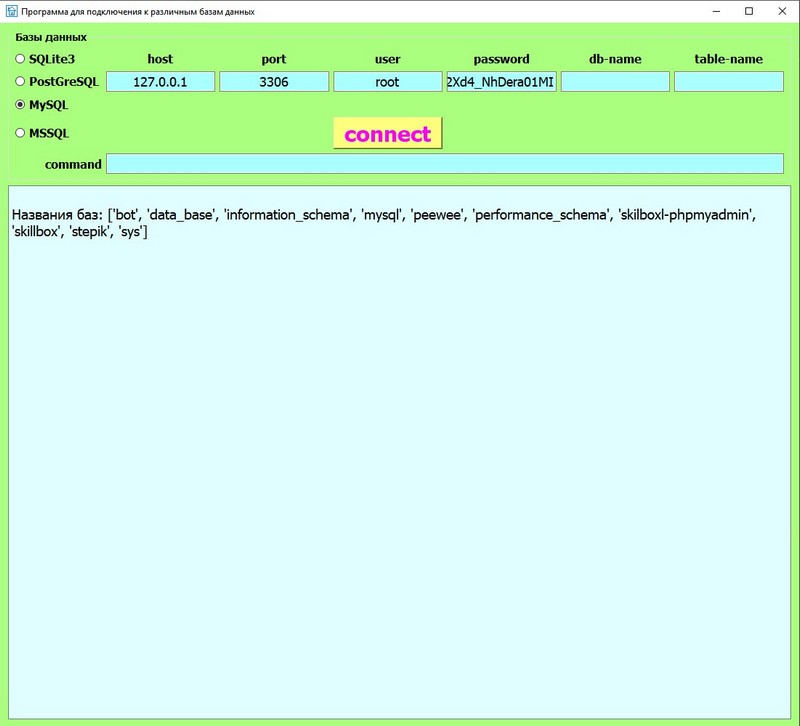 Программа для подключения к различным базам данных
Базы данных
SQLite3 host port user password db-name table-name
PostGreSQL 127.0.0.1 3306 root 2Xd4_NhDera01MI
MySQL
MSSQL connect
command
Названия баз: ['bot', 'data_base', 'information_schema', 'mysql', 'peewee', 'performance_schema', 'skilboxl-phpmyadmin',
'skillbox', 'stepik', 'sys']